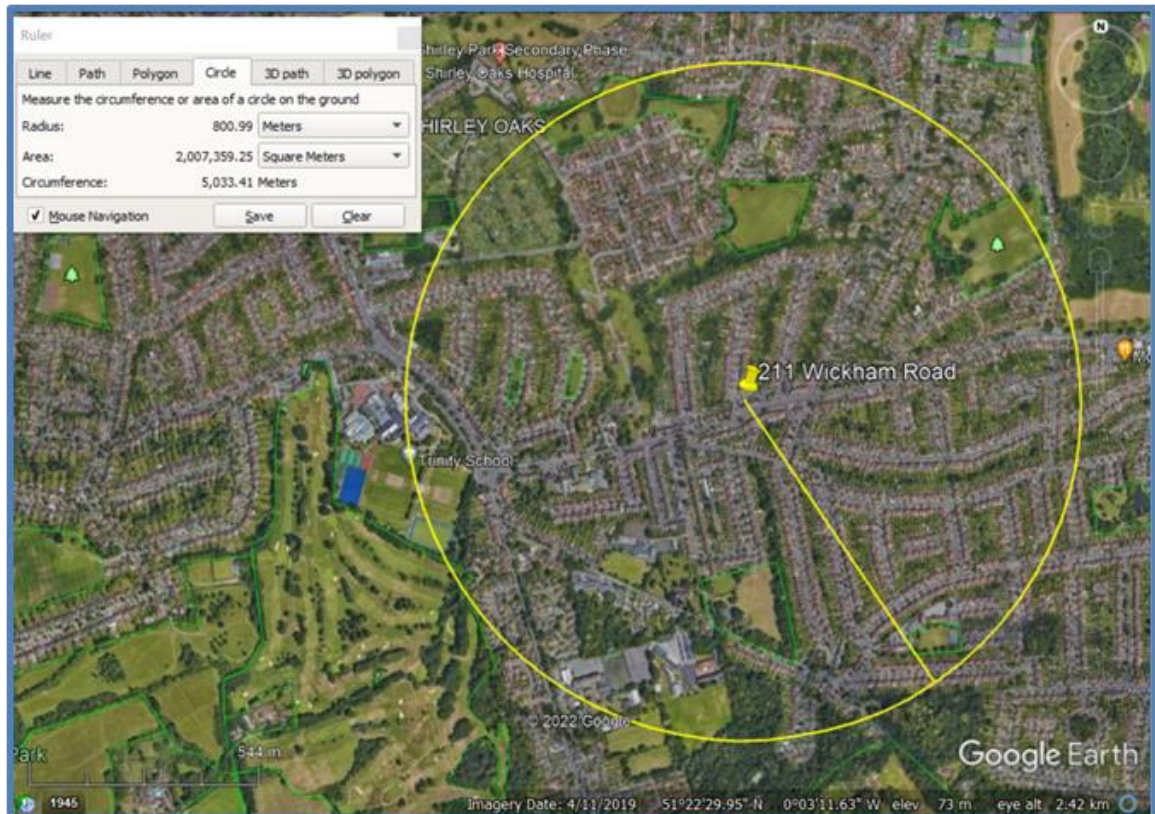 Ruler
Line Path Polygon Circle 3D path 3D polygon
Measure the circumference or area of a circle on the ground
Radius: 800.99 Meters
Area: 2,007,359.25 Square Meters
Circumference: 5,033.41 Meters
Mouse Navigation Save Clear
Shirley Park Secondary Phase
Shirley Oaks Hospital
HIRLEY OAKS
N
211 Wickham Road
Trinity School
© 2022 Google
Park
544 m
Google Earth
1945
Imagery Date: 4/11/2019 51°22'29.95" N 0°03'11.63" W elev 73 m eye alt 2.42 km